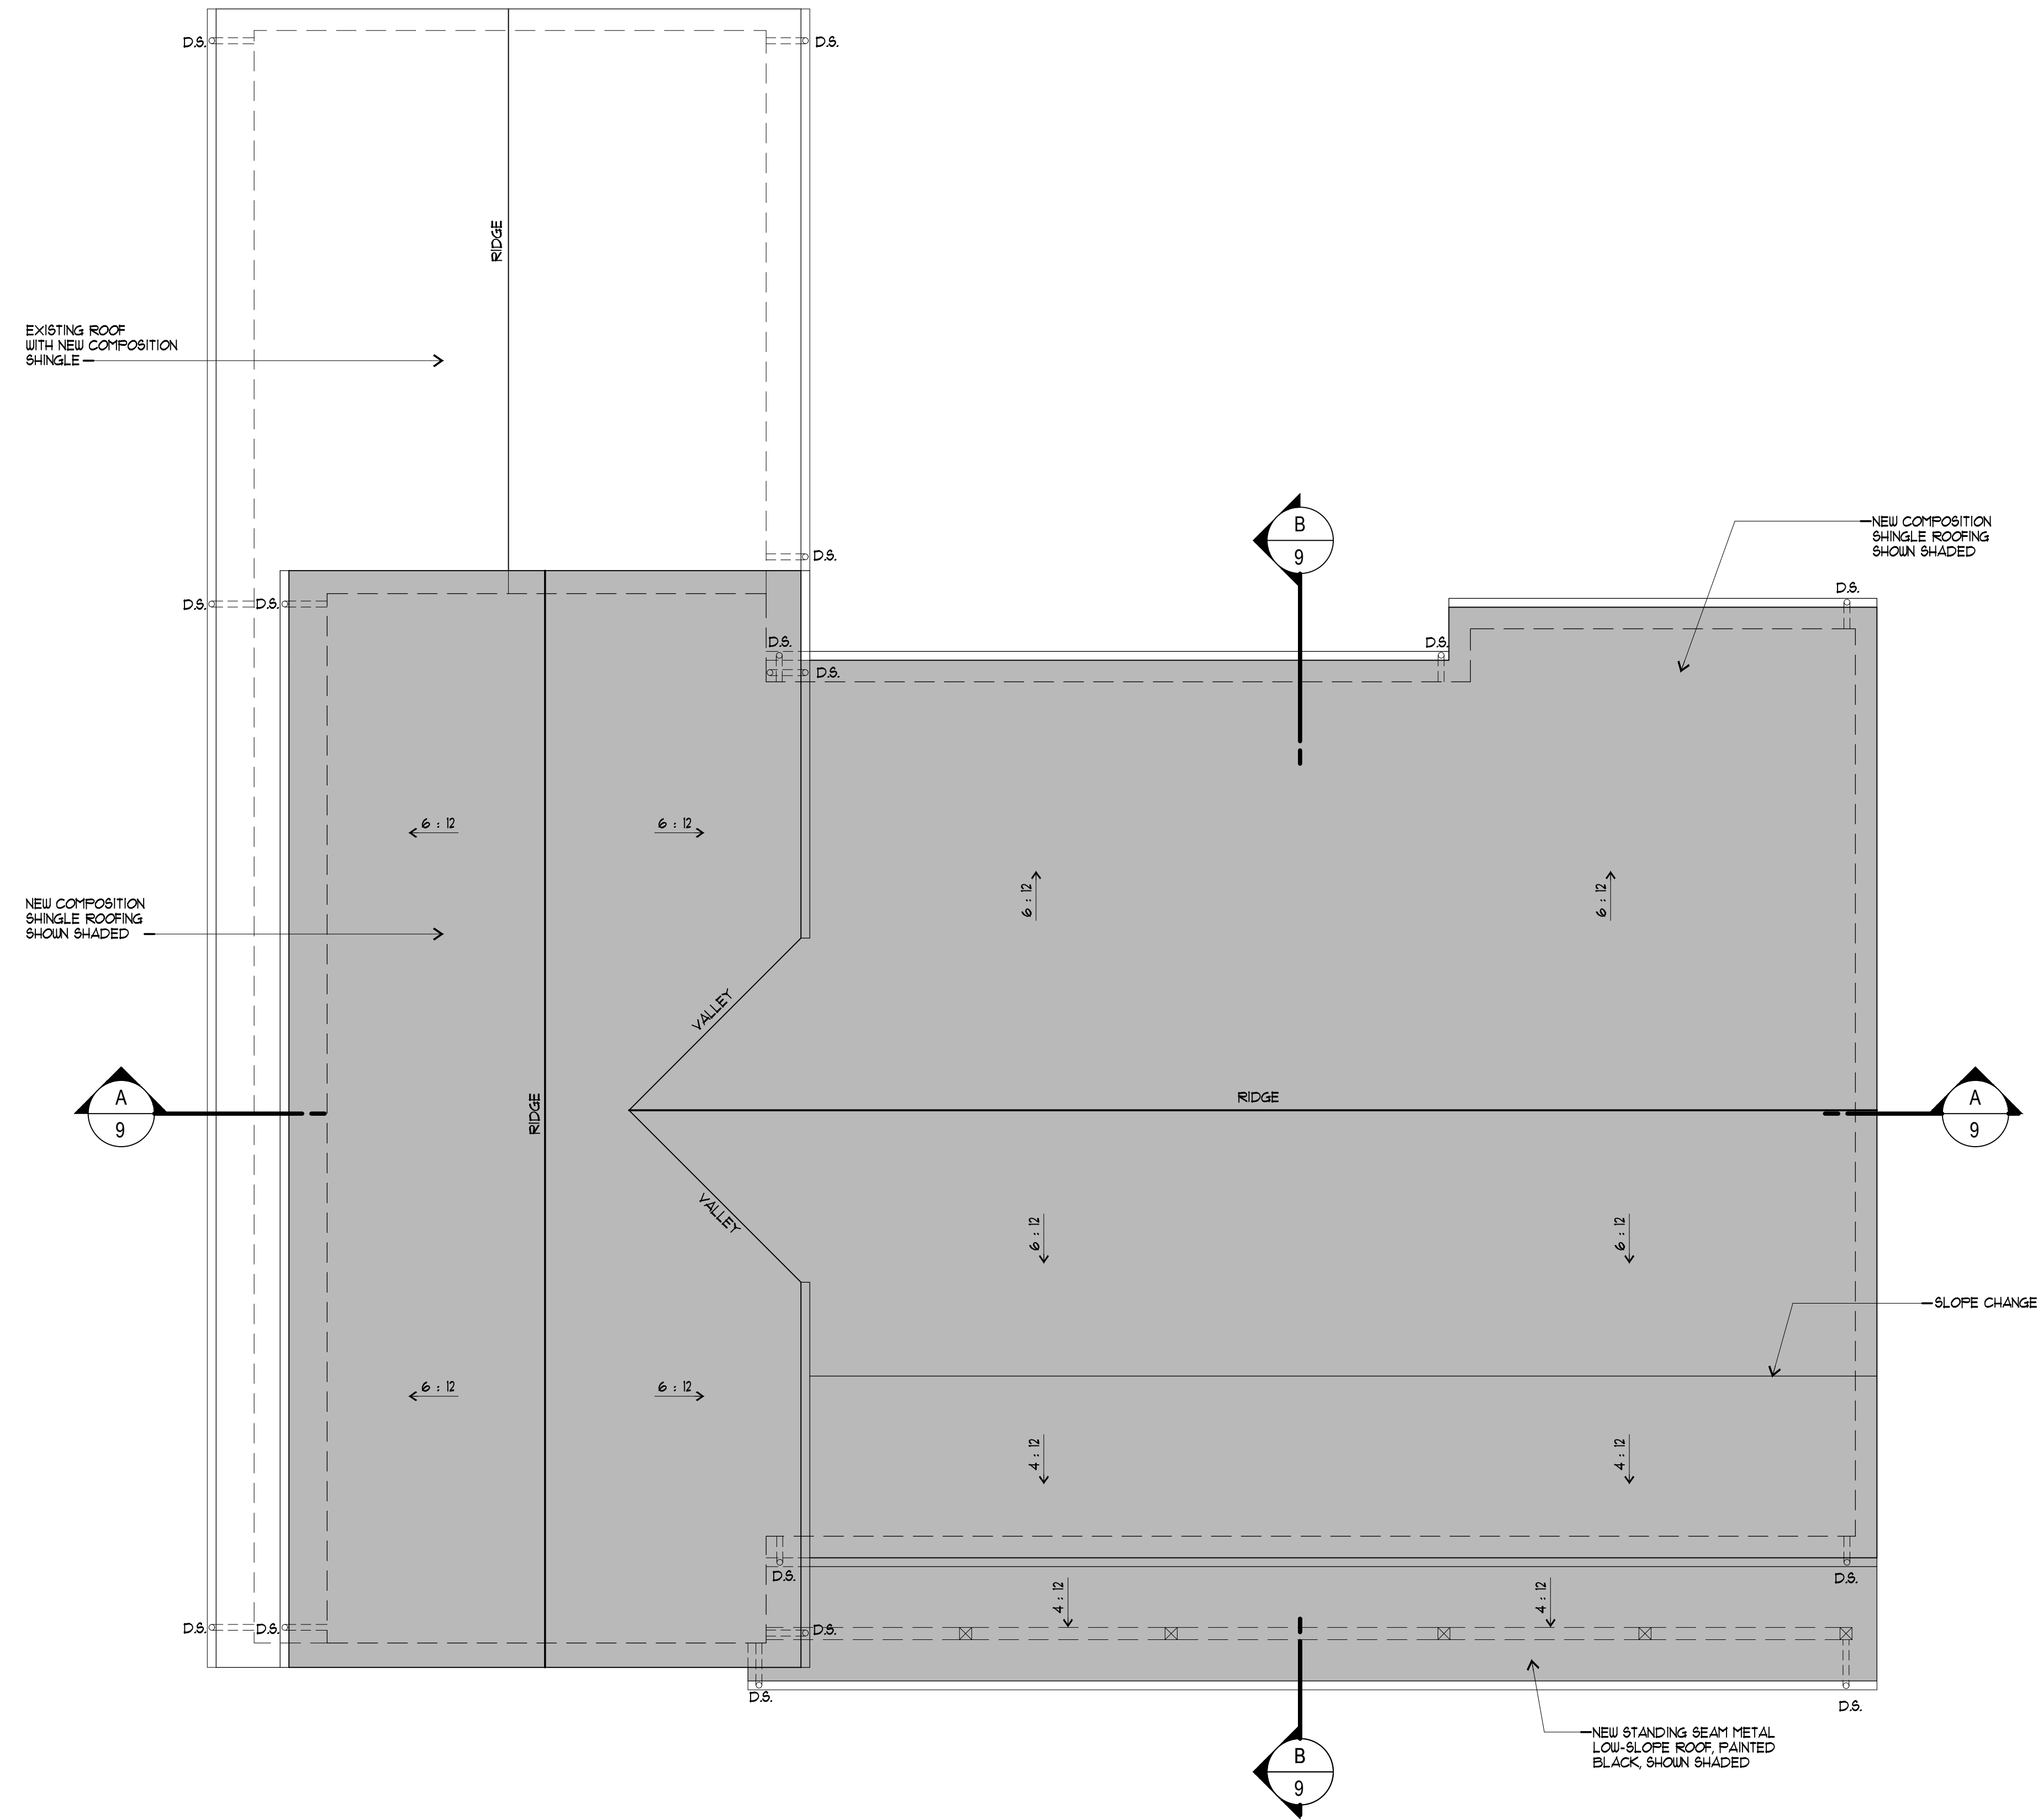 D.S.
D.S.
RIDGE
EXISTING ROOF
WITH NEW COMPOSITION
SHINGLE
B
9
NEW COMPOSITION
SHINGLE ROOFING
SHOWN SHADED
D.S.
D.S.
D.S.
D.S.
D.S.
D.S.
D.S.
6 : 12
6 : 12
6 : 12
6 : 12
NEW COMPOSITION
SHINGLE ROOFING
SHOWN SHADED
VALLEY
A
9
RIDGE
RIDGE
A
9
VALLEY
6 : 12
6 : 12
SLOPE CHANGE
6 : 12
6 : 12
4 : 12
4 : 12
D.S.
D.S.
4 : 12
4 : 12
D.S.
D.S.
D.S.
D.S.
D.S.
NEW STANDING SEAM METAL
LOW-SLOPE ROOF, PAINTED
BLACK, SHOWN SHADED
B
9